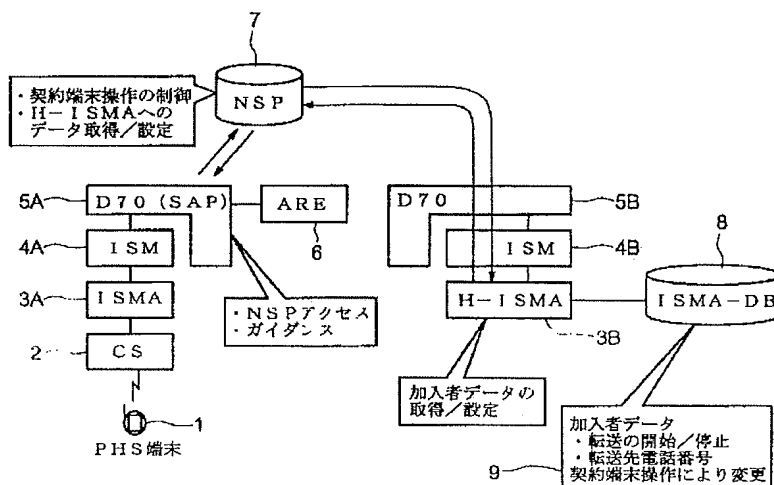 7
NSP
・契約端末操作の制御
・H-ISMAへの
データ取得/設定
5A
D70(SAP)
ARE
6
4A
ISM
3A
ISMA
2
CS
1
PHS端末
・NSPアクセス
・ガイダンス
D70
5B
ISM
4B
H-ISMA
3B
8
ISMA-DB
加入者データの
取得/設定
加入者データ
・転送の開始/停止
・転送先電話番号
契約端末操作により変更
9